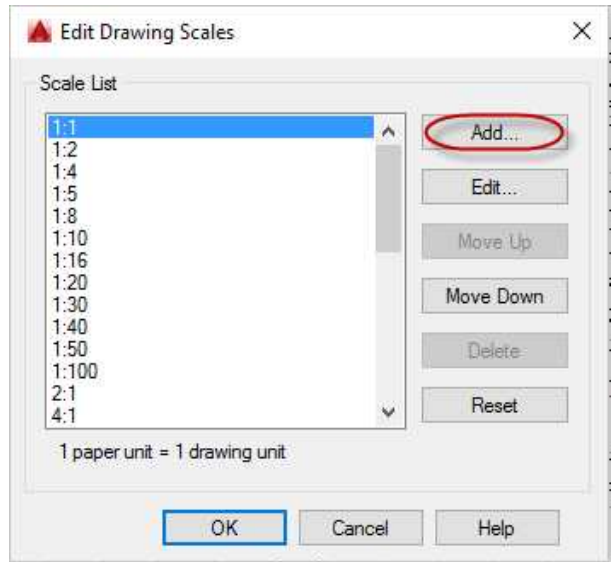 Edit Drawing Scales
Scale List
1:1
1:2
1:4
1:5
1:8
1:10
1:16
1:20
1:30
1:40
1:50
1:100
2:1
4:1
Add...
Edit...
Move Up
Move Down
Delete
Reset
1 paper unit = 1 drawing unit
OK
Cancel
Help